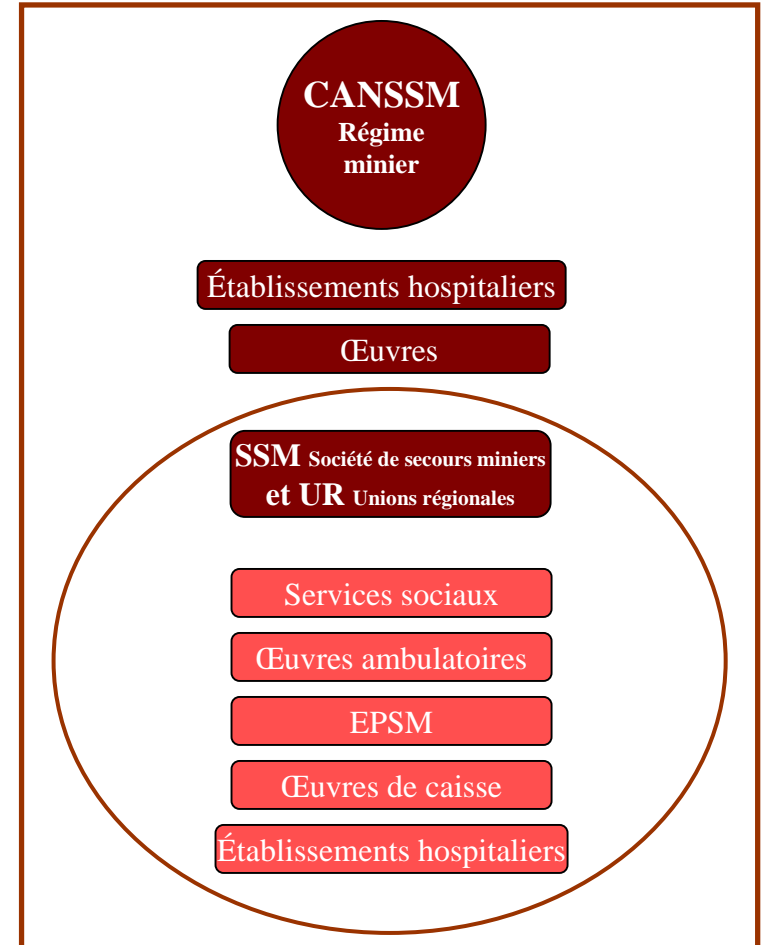 CANSSM
Régime
minier
Établissements hospitaliers
Œuvres
SSM Société de secours miniers
et UR Unions régionales
Services sociaux
Œuvres ambulatoires
EPSM
Œuvres de caisse
Établissements hospitaliers